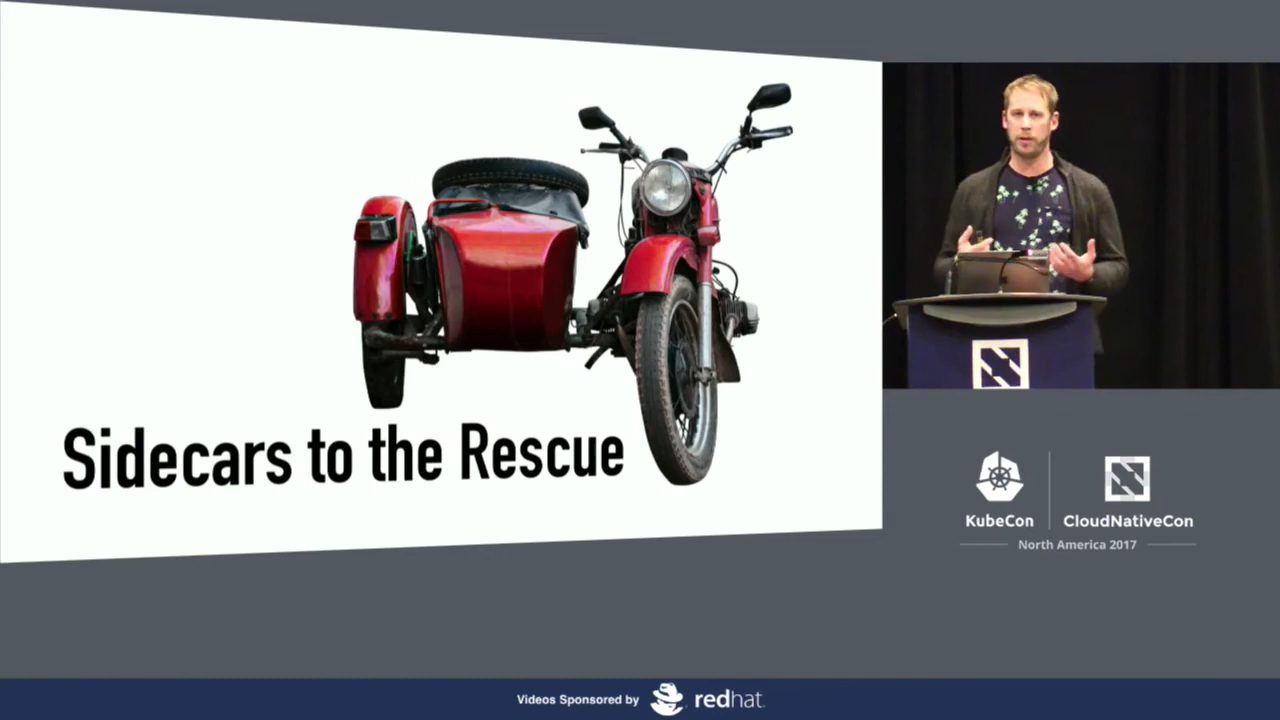 Sidecars to the Rescue
KubeCon
CloudNativeCon
North America 2017
Videos Sponsored by
redhat.